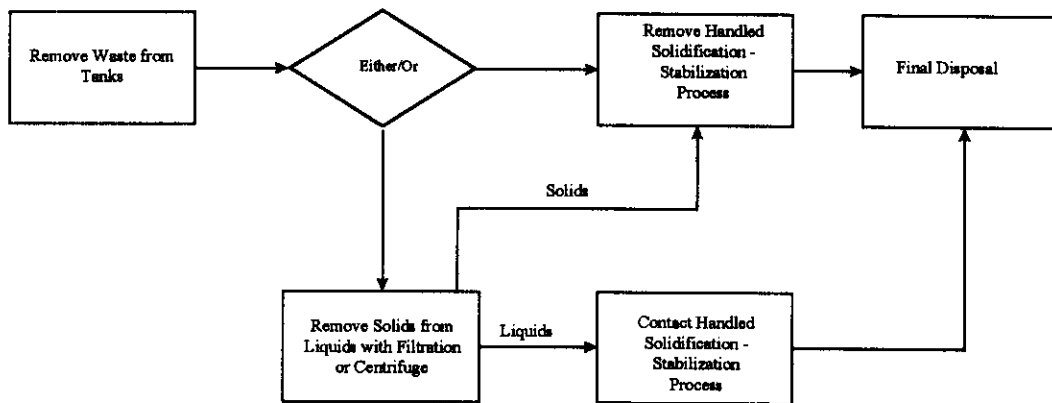 Remove Waste from
Tanks
Either/Or
Remove Handled
Solidification -
Stabilization
Process
Final Disposal
Solids
Remove Solids from
Liquids with Filtration
or Centrifuge
Liquids
Contact Handled
Solidification -
Stabilization
Process